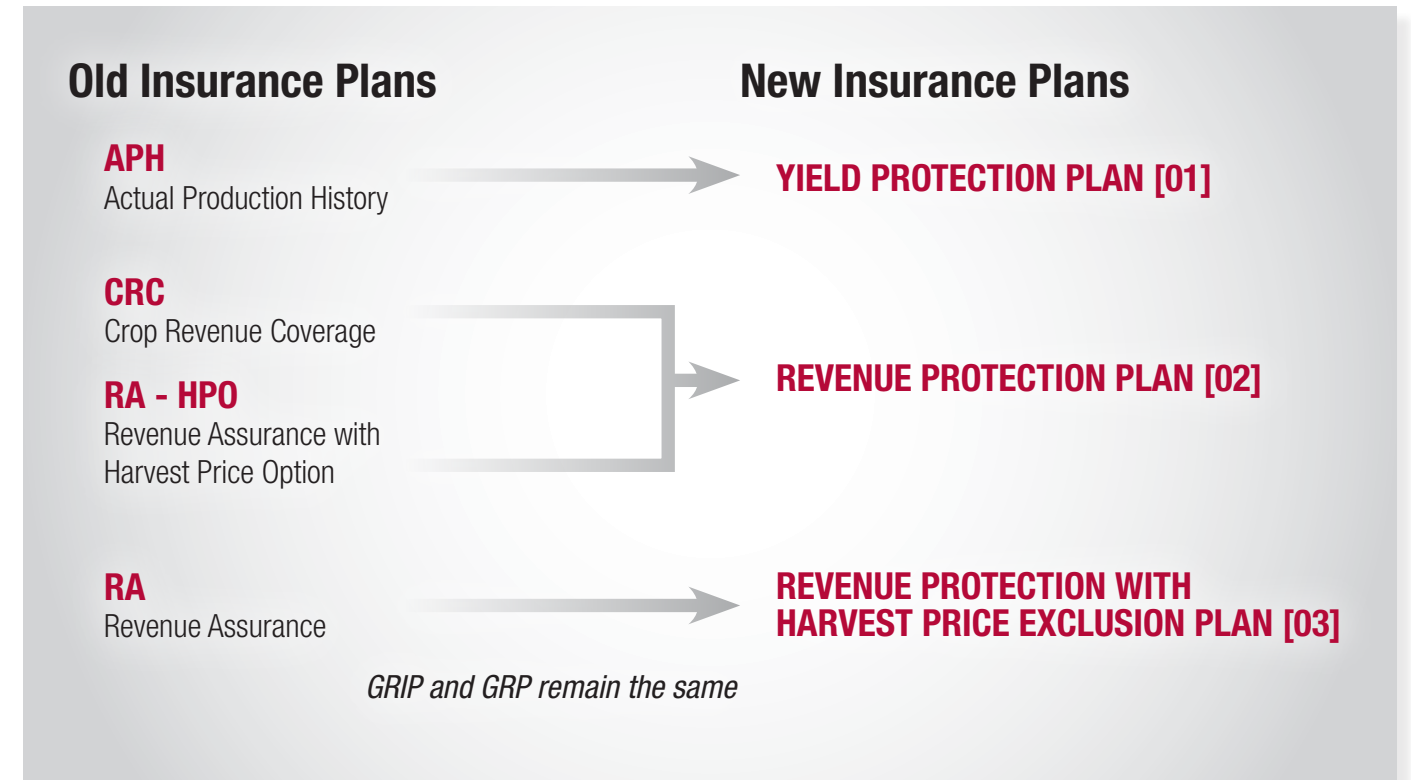 Old Insurance Plans
New Insurance Plans
APH
Actual Production History
YIELD PROTECTION PLAN [01]
CRC
Crop Revenue Coverage
RA - HPO
Revenue Assurance with
Harvest Price Option
REVENUE PROTECTION PLAN [02]
RA
Revenue Assurance
REVENUE PROTECTION WITH
HARVEST PRICE EXCLUSION PLAN [03]
GRIP and GRP remain the same